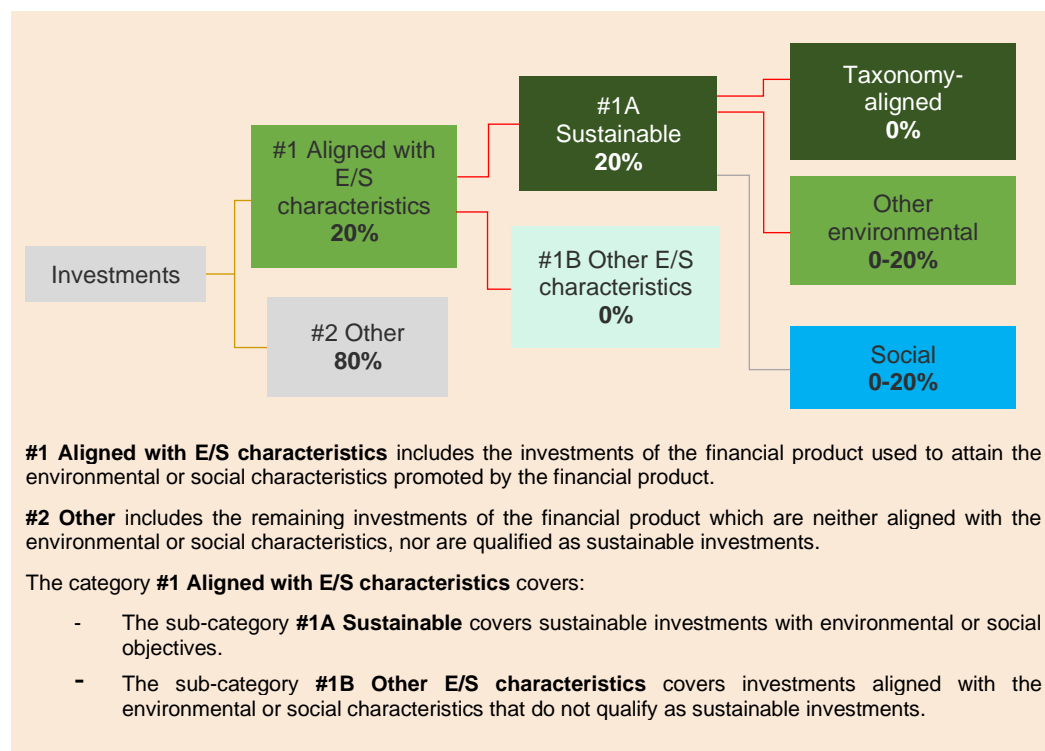 Investments
#1 Aligned with
E/S
characteristics
20%
#2 Other
80%
#1A
Sustainable
20%
#1B Other E/S
characteristics
0%
Taxonomy-
aligned
0%
Other
environmental
0-20%
Social
0-20%
#1 Aligned with E/S characteristics includes the investments of the financial product used to attain the
environmental or social characteristics promoted by the financial product.
#2 Other includes the remaining investments of the financial product which are neither aligned with the
environmental or social characteristics, nor are qualified as sustainable investments.
The category #1 Aligned with E/S characteristics covers:
- The sub-category #1A Sustainable covers sustainable investments with environmental or social
objectives.
- The sub-category #1B Other E/S characteristics covers investments aligned with the
environmental or social characteristics that do not qualify as sustainable investments.